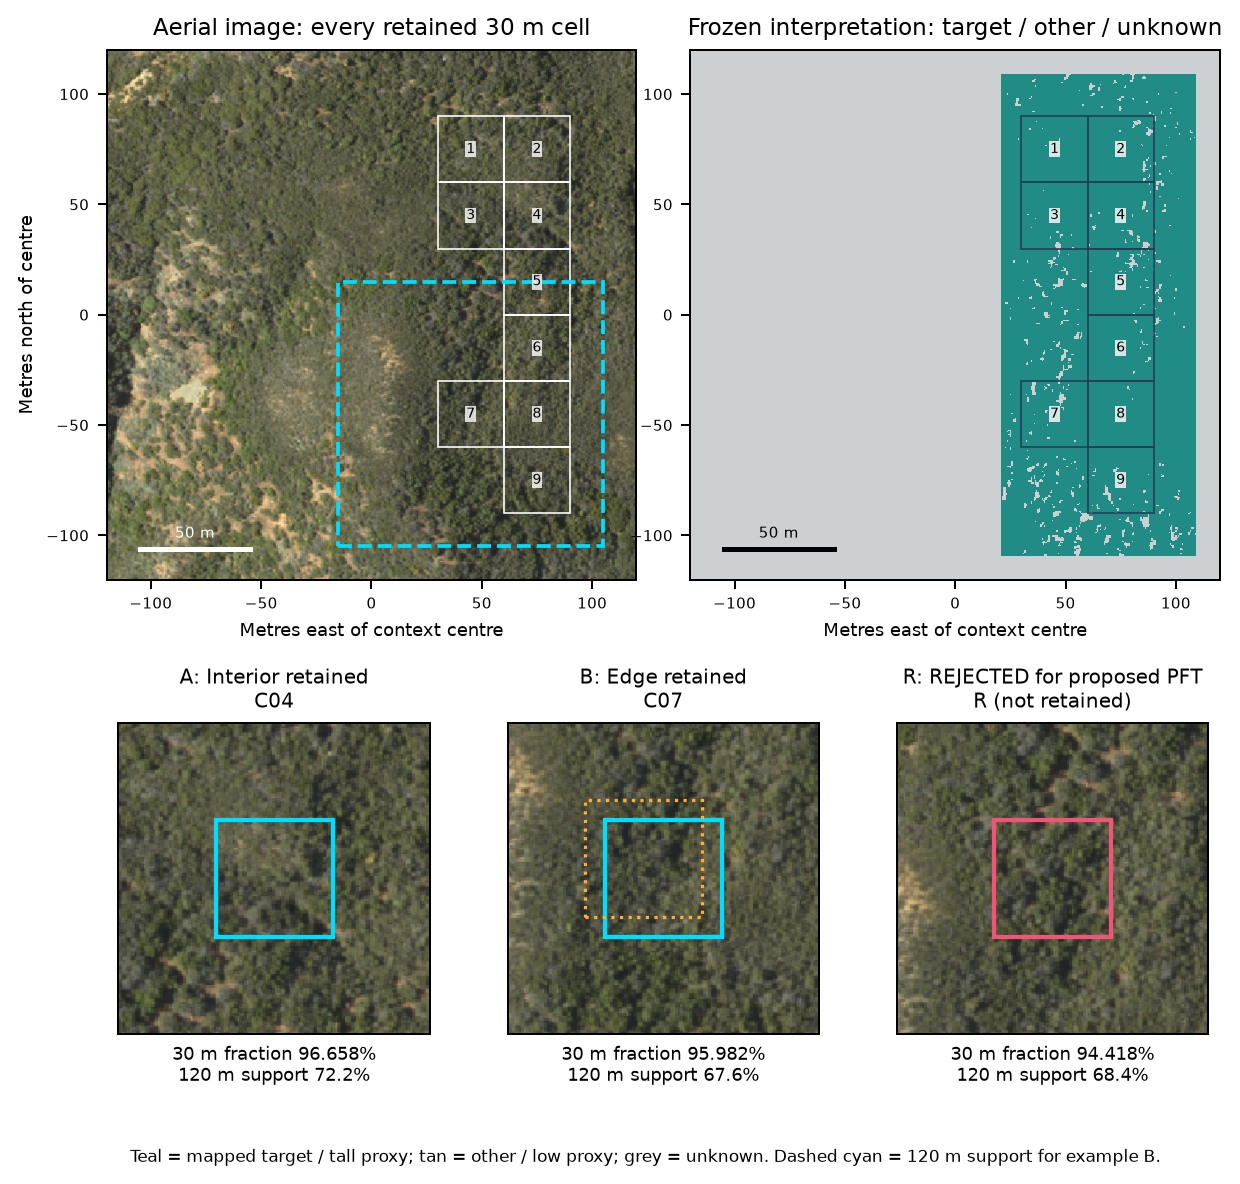 Aerial image: every retained 30 m cell
Frozen interpretation: target / other / unknown
Metres north of centre
100
50
0
−50
−100
1
2
3
4
5
6
7
8
9
50 m
−100
−50
0
50
100
Metres east of context centre
100
50
0
−50
−100
1
2
3
4
5
6
7
8
9
50 m
−100
−50
0
50
100
Metres east of context centre
A: Interior retained
C04
B: Edge retained
C07
R: REJECTED for proposed PFT
R (not retained)
30 m fraction 96.658%
120 m support 72.2%
30 m fraction 95.982%
120 m support 67.6%
30 m fraction 94.418%
120 m support 68.4%
Teal = mapped target / tall proxy; tan = other / low proxy; grey = unknown. Dashed cyan = 120 m support for example B.